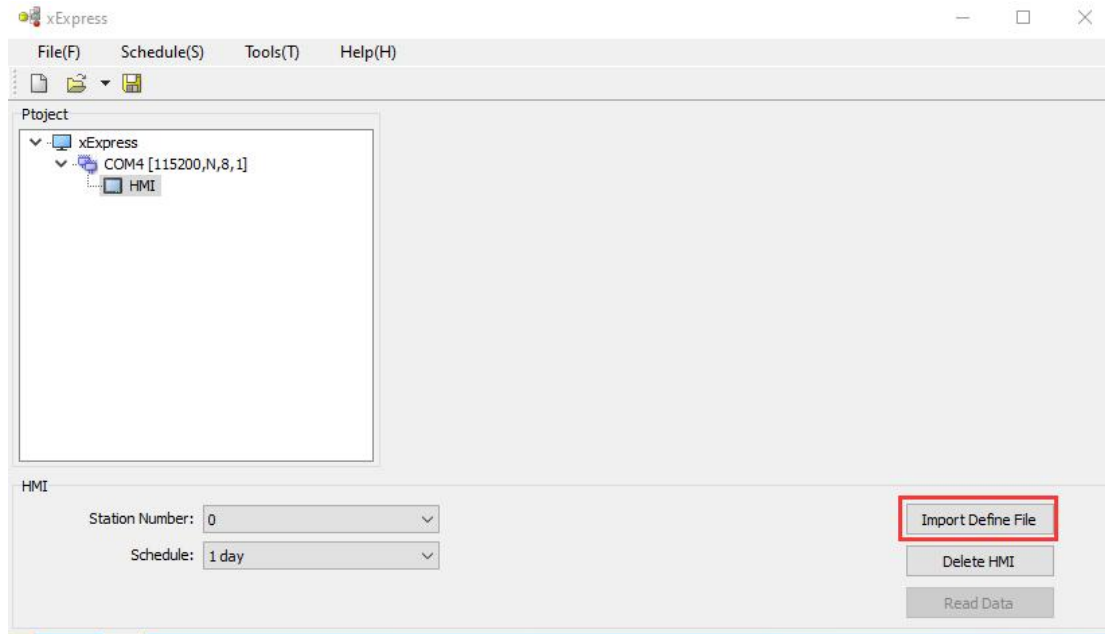 xExpress
File(F) Schedule(S) Tools(T) Help(H)
Ptoject
xExpress
COM4 [115200,N,8,1]
HMI
HMI
Station Number: 0
Import Define File
Schedule: 1 day
Delete HMI
Read Data